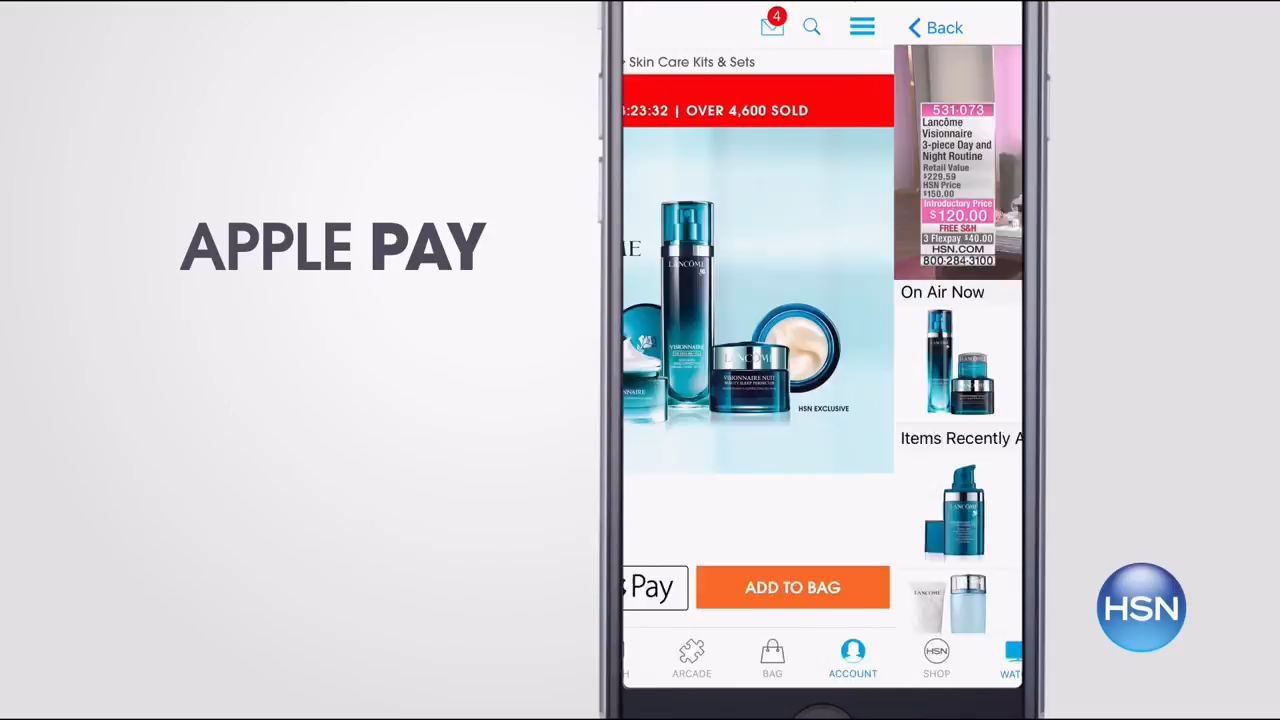 APPLE PAY
4
Skin Care Kits & Sets
:23:32 | OVER 4,600 SOLD
LANCÔME
VISIONNAIRE
LANCÔME
VISIONNAIRE NUIT
HSN EXCLUSIVE
Pay
ADD TO BAG
ARCADE
BAG
ACCOUNT
Back
531-073
Lancôme
Visionnaire
3-piece Day and
Night Routine
Retail Value
$229.59
HSN Price
$150.00
Introductory Price
$120.00
FREE S&H
3 Flexpay $40.00
HSN.COM
800-284-3100
On Air Now
Items Recently A
LANCÔME
HSN
SHOP
WAT
HSN